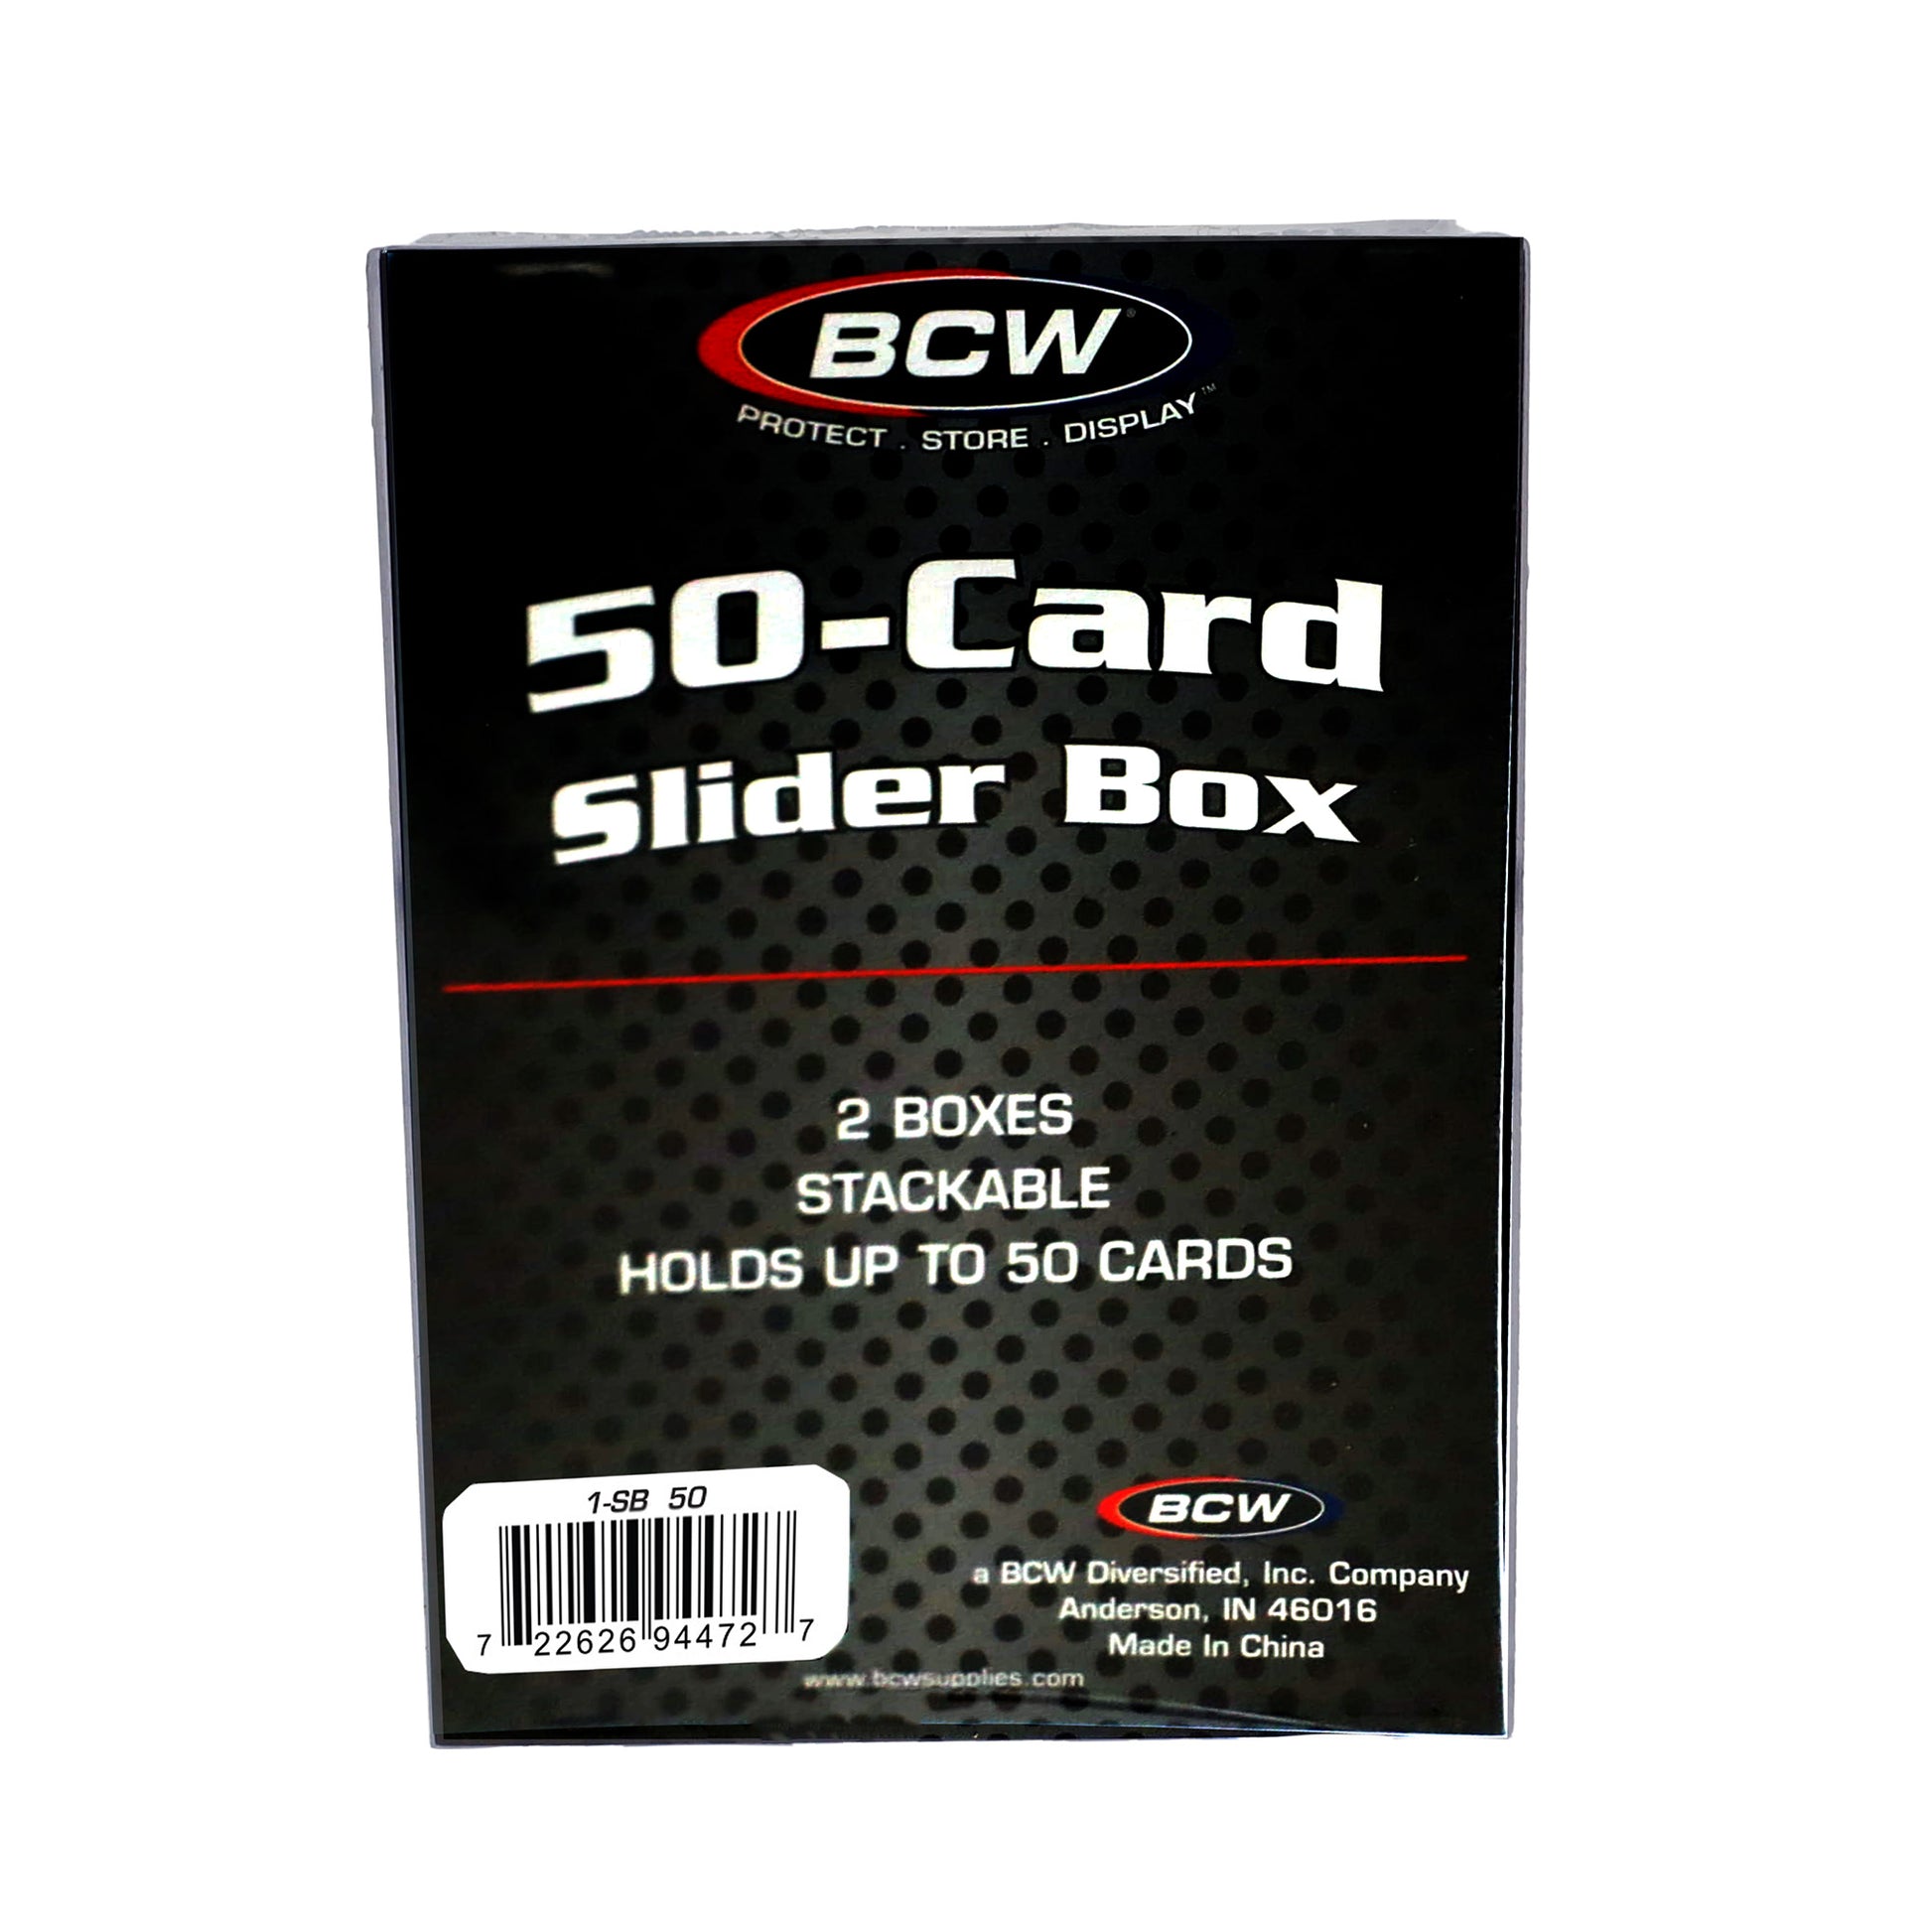 BCW®
PROTECT . STORE . DISPLAY™
50-Card
Slider Box
2 BOXES
STACKABLE
HOLDS UP TO 50 CARDS
1-SB 50
7 22626 94472 7
BCW
a BCW Diversified, Inc. Company
Anderson, IN 46016
Made In China
www.bcwsupplies.com